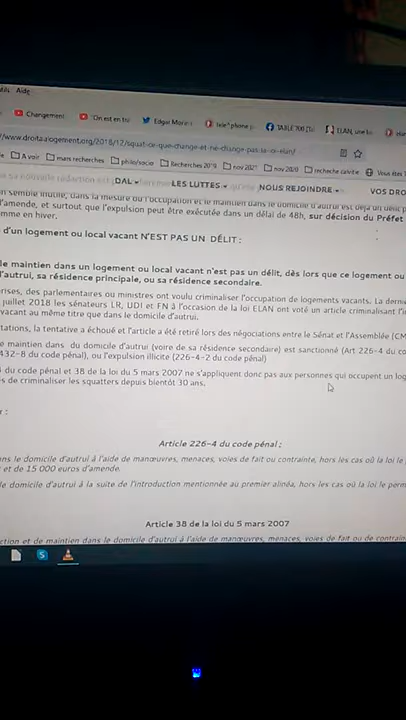 Aide
Changement
On est en tra
Edgar Morin
TABLE 700
ELAN, une lo
www.droitaulogement.org/2018/12/squat-ce-que-change-et-ne-change-pas-la-loi-elan/
A voir mars recherches philo/socio Recherches 2019 nov 2021 nov 2020 recheche calvitie
DAL LES LUTTES NOUS REJOINDRE VOS DRO
semble inutile, dans la mesure où l'occupation et le maintien dans le domicile d'autrui est déjà un délit
l'amende, et surtout que l'expulsion peut être exécutée dans un délai de 48h, sur décision du Préfet
mme en hiver.
d'un logement ou local vacant N'EST PAS UN DÉLIT :
le maintien dans un logement ou local vacant n'est pas un délit, dès lors que ce logement ou
d'autrui, sa résidence principale, ou sa résidence secondaire.
rises, des parlementaires ou ministres ont voulu criminaliser l'occupation de logements vacants. La derni
juillet 2018 les sénateurs LR, UDI et FN à l'occasion de la loi ELAN ont voté un article criminalisant l'
vacant au même titre que dans le domicile d'autrui.
tations, la tentative a échoué et l'article a été retiré lors des négociations entre le Sénat et l'Assemblée (CM
e maintien dans du domicile d'autrui (voire de sa résidence secondaire) est sanctionné (Art 226-4 du co
432-8 du code pénal), ou l'expulsion illicite (226-4-2 du code pénal)
du code pénal et 38 de la loi du 5 mars 2007 ne s'appliquent donc pas aux personnes qui occupent un log
s de criminaliser les squatters depuis bientôt 30 ans.
r :
Article 226-4 du code pénal :
ans le domicile d'autrui à l'aide de manœuvres, menaces, voies de fait ou contrainte, hors les cas où la loi le
et de 15 000 euros d'amende.
le domicile d'autrui à la suite de l'introduction mentionnée au premier alinéa, hors les cas où la loi le perm
Article 38 de la loi du 5 mars 2007
ction et de maintien dans le domicile d'autrui à l'aide de manœuvres, menaces, voies de fait ou de contrain